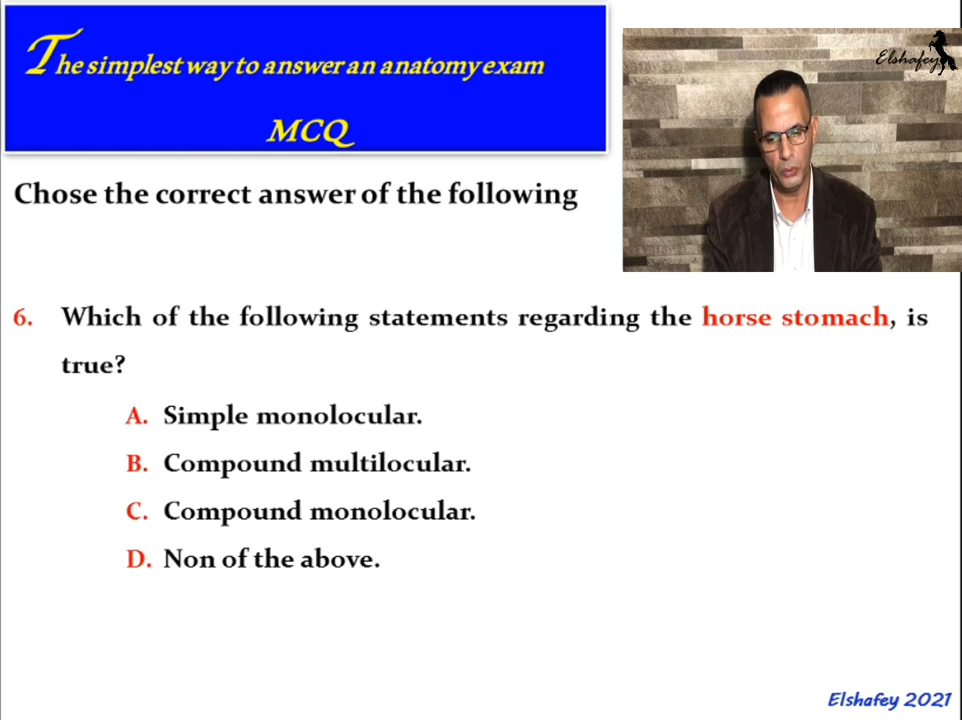 The simplest way to answer an anatomy exam
MCQ
Elshafey
Chose the correct answer of the following
6. Which of the following statements regarding the horse stomach, is
true?
A. Simple monolocular.
B. Compound multilocular.
C. Compound monolocular.
D. Non of the above.
Elshafey 2021